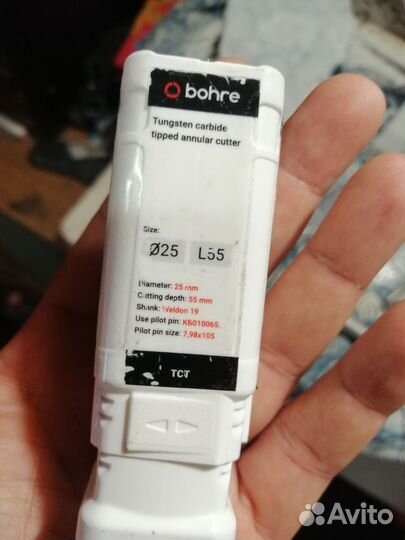 bohre
Tungsten carbide
tipped annular cutter
Size:
Ø25 L55
Diameter: 25 mm
Cutting depth: 55 mm
Shank: Weldon 19
Use pilot pin: КБ010065
Pilot pin size: 7,98x105
TCT
Avito